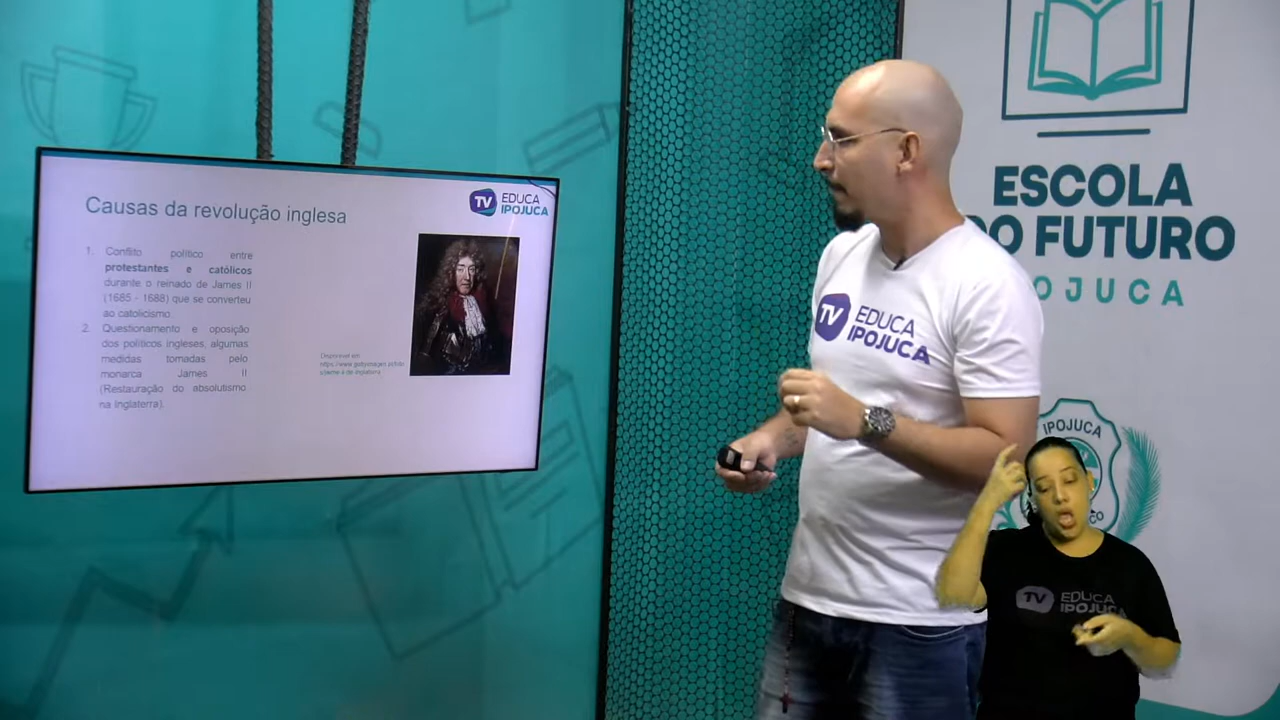 Causas da revolução inglesa
TV EDUCA
IPOJUCA
1. Conflito político entre
protestantes e católicos
durante o reinado de James II
(1685 - 1688) que se converteu
ao catolicismo.
2. Questionamento e oposição
dos políticos ingleses, algumas
medidas tomadas pelo
monarca James II
(Restauração do absolutismo
na Inglaterra).
Disponível em
TV EDUCA
IPOJUCA
ESCOLA
DO FUTURO
IPOJUCA
IPOJUCA
TV EDUCA
IPOJUCA